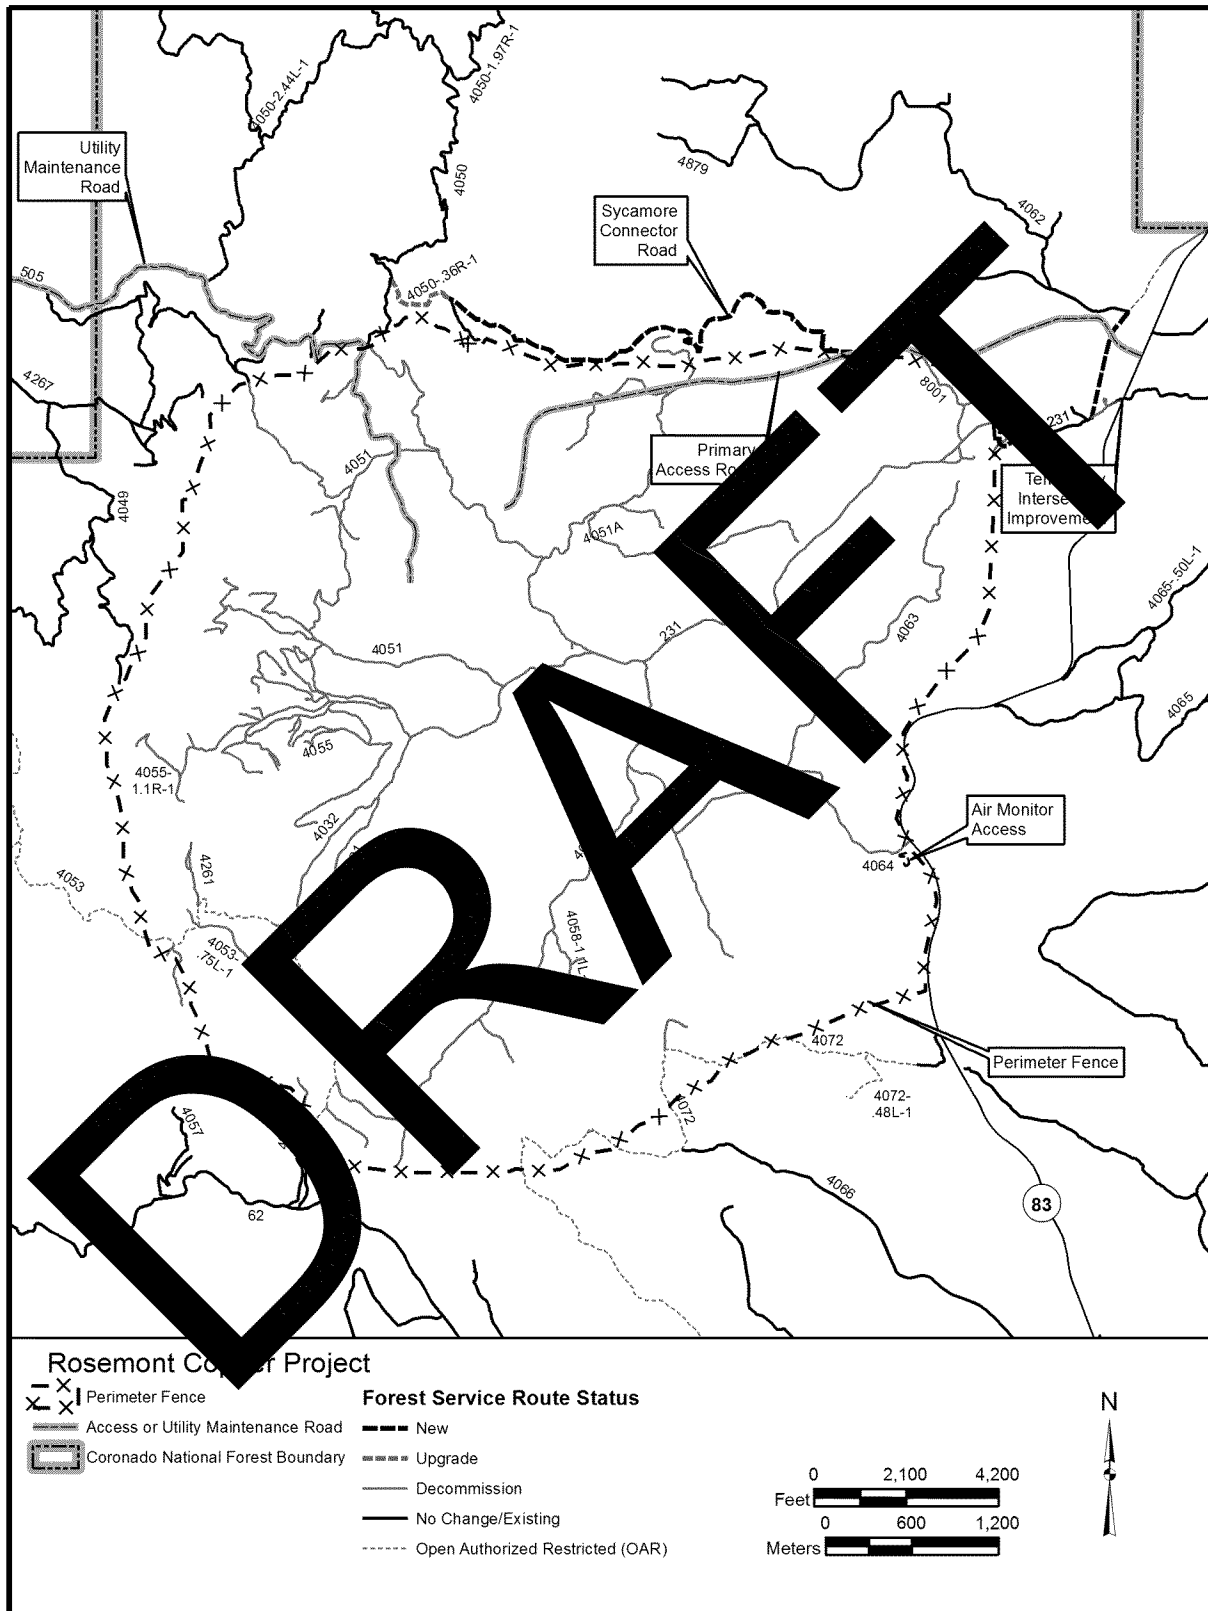 4050-2.44L-1
4050-1.97R-1
Utility
Maintenance
Road
4050
4879
4062
Sycamore
Connector
Road
505
4050-.36R-1
4267
8001
231
4051
Primary
Access
4049
4051A
4065-.50L-1
4063
231
4051
4065
4055
4055-
1.1R-1
4032
Air Monitor
Access
4064
4053
4261
4053-
.75L-1
4072
Perimeter Fence
4072-
.48L-1
4072
4057
4066
62
83
DRAFT
Rosemont Project
Perimeter Fence
Access or Utility Maintenance Road
Coronado National Forest Boundary
Forest Service Route Status
New
Upgrade
Decommission
No Change/Existing
Open Authorized Restricted (OAR)
N
0 2,100 4,200
Feet
0 600 1,200
Meters